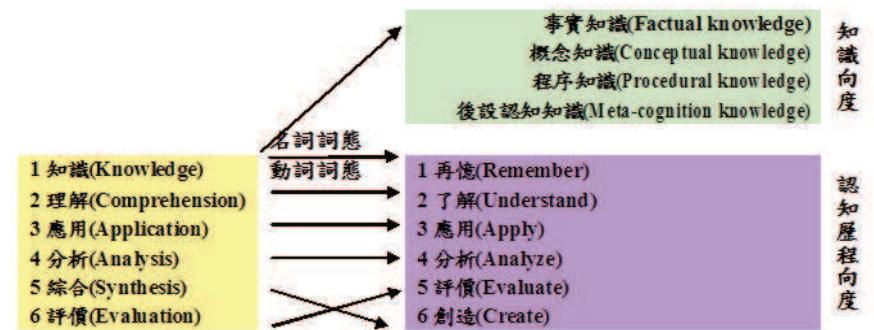 事實知識(Factual knowledge)
概念知識(Conceptual knowledge)
程序知識(Procedural knowledge)
後設認知知識(Meta-cognition knowledge)
知識向度
名詞詞態
動詞詞態
1 知識(Knowledge)
2 理解(Comprehension)
3 應用(Application)
4 分析(Analysis)
5 綜合(Synthesis)
6 評價(Evaluation)
1 再憶(Remember)
2 了解(Understand)
3 應用(Apply)
4 分析(Analyze)
5 評價(Evaluate)
6 創造(Create)
認知歷程向度